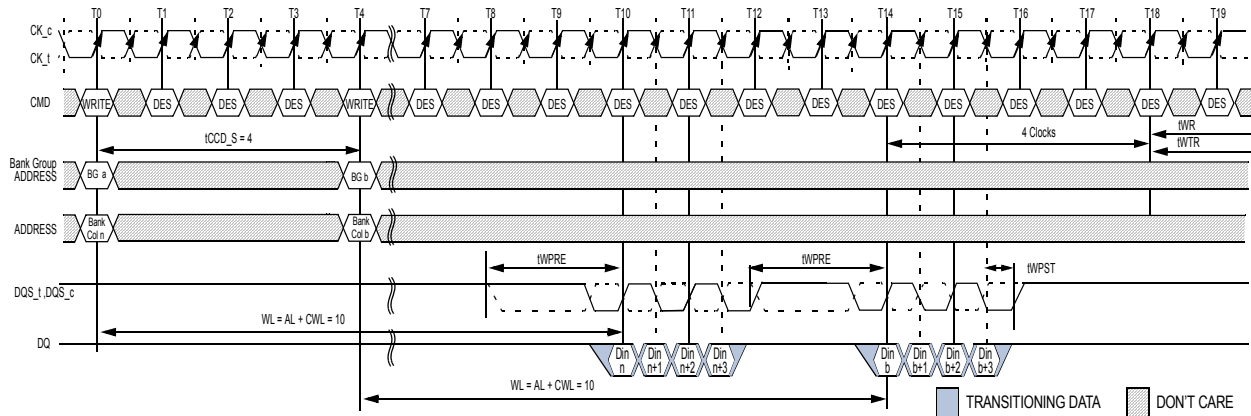 T0 T1 T2 T3 T4 T7 T8 T9 T10 T11 T12 T13 T14 T15 T16 T17 T18 T19
CK_c
CK_t
CMD WRITE DES DES DES WRITE DES DES DES DES DES DES DES DES DES DES DES DES DES
tCCD_S = 4 4 Clocks tWR
tWTR
Bank Group
ADDRESS BG a BG b
ADDRESS Bank
Col n Bank
Col b
tWPRE tWPRE tWPST
DQS_t ,DQS_c
WL = AL + CWL = 10
DQ Din
n Din
n+1 Din
n+2 Din
n+3 Din
b Din
b+1 Din
b+2 Din
b+3
WL = AL + CWL = 10
TRANSITIONING DATA DON'T CARE